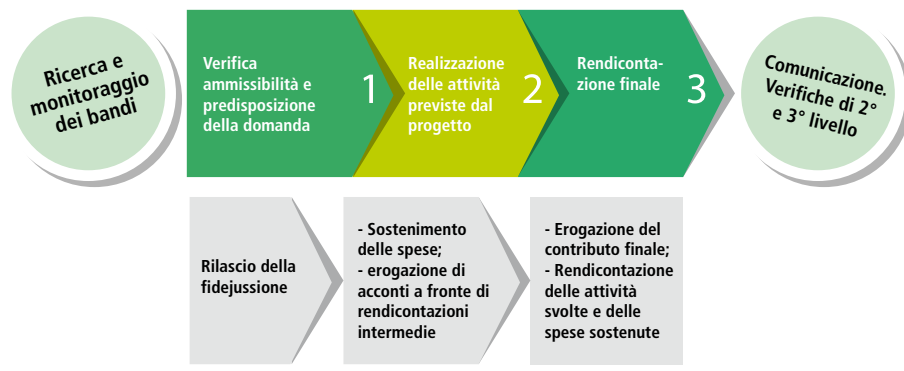 Ricerca e
monitoraggio
dei bandi
Verifica
ammissibilità e
predisposizione
della domanda
1
Realizzazione
delle attività
previste dal
progetto
2
Rendiconta-
zione finale
3
Comunicazione.
Verifiche di 2°
e 3° livello
Rilascio della
fidejussione
- Sostenimento
delle spese;
- erogazione di
acconti a fronte di
rendicontazioni
intermedie
- Erogazione del
contributo finale;
- Rendicontazione
delle attività
svolte e delle
spese sostenute